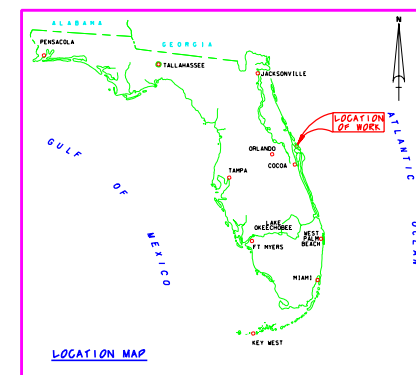 ALABAMA
PENSACOLA
GEORGIA
TALLAHASSEE
JACKSONVILLE
N
LOCATION
OF WORK
ATLANTIC
OCEAN
GULF OF MEXICO
ORLANDO
COCOA
TAMPA
LAKE
OKEECHOBEE
WEST
PALM
BEACH
FT MYERS
MIAMI
KEY WEST
LOCATION MAP